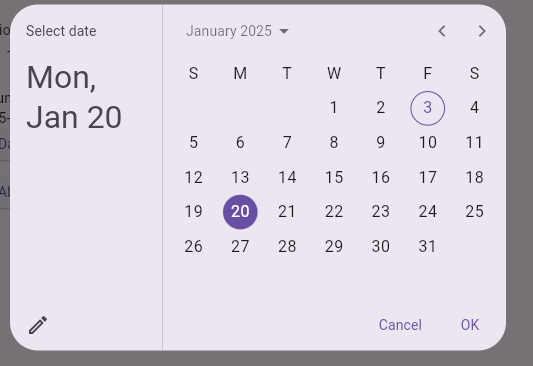 Select date
Mon,
Jan 20
January 2025
S M T W T F S
1 2 3 4
5 6 7 8 9 10 11
12 13 14 15 16 17 18
19 20 21 22 23 24 25
26 27 28 29 30 31
Cancel OK